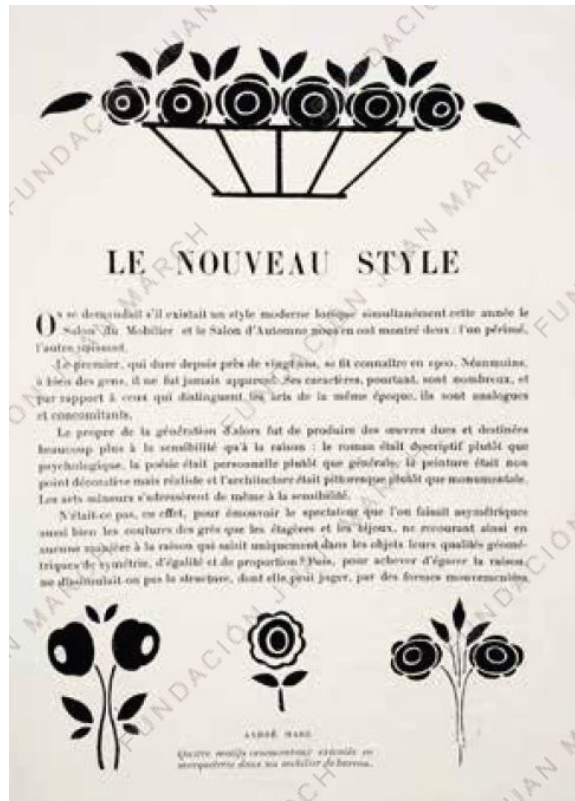 LE NOUVEAU STYLE
On se demandait s'il existait un style moderne lorsque simultanément cette année le
Salon du Mobilier et le Salon d'Automne nous en ont montré deux : l'un périmé,
l'autre naissant.
Le premier, qui dure depuis près de vingt ans, se fit connaître en 1900. Néanmoins,
à bien des gens, il ne fut jamais apparent. Ses caractères, pourtant, sont nombreux, et
par rapport à ceux qui distinguent les arts de la même époque, ils sont analogues
et concomitants.
Le propre de la génération d'alors fut de produire des œuvres dues et destinées
beaucoup plus à la sensibilité qu'à la raison : le roman était descriptif plutôt que
psychologique, la poésie était personnelle plutôt que générale, la peinture était non
point décorative mais réaliste et l'architecture était pittoresque plutôt que monumentale.
Les arts mineurs s'adressèrent de même à la sensibilité.
N'était-ce pas, en effet, pour émouvoir le spectateur que l'on faisait asymétriques
aussi bien les coulures des grès que les étagères et les bijoux, ne recourant ainsi en
aucune manière à la raison qui saisit uniquement dans les objets leurs qualités géomé-
triques de symétrie, d'égalité et de proportion? Puis, pour achever d'égarer la raison,
ne dissimulait-on pas la structure, dont elle peut juger, par des formes mouvementées
ANDRÉ MARE
Quatre motifs ornementaux exécutés en
marqueterie dans un mobilier de bureau.
FUNDACIÓN JUAN MARCH